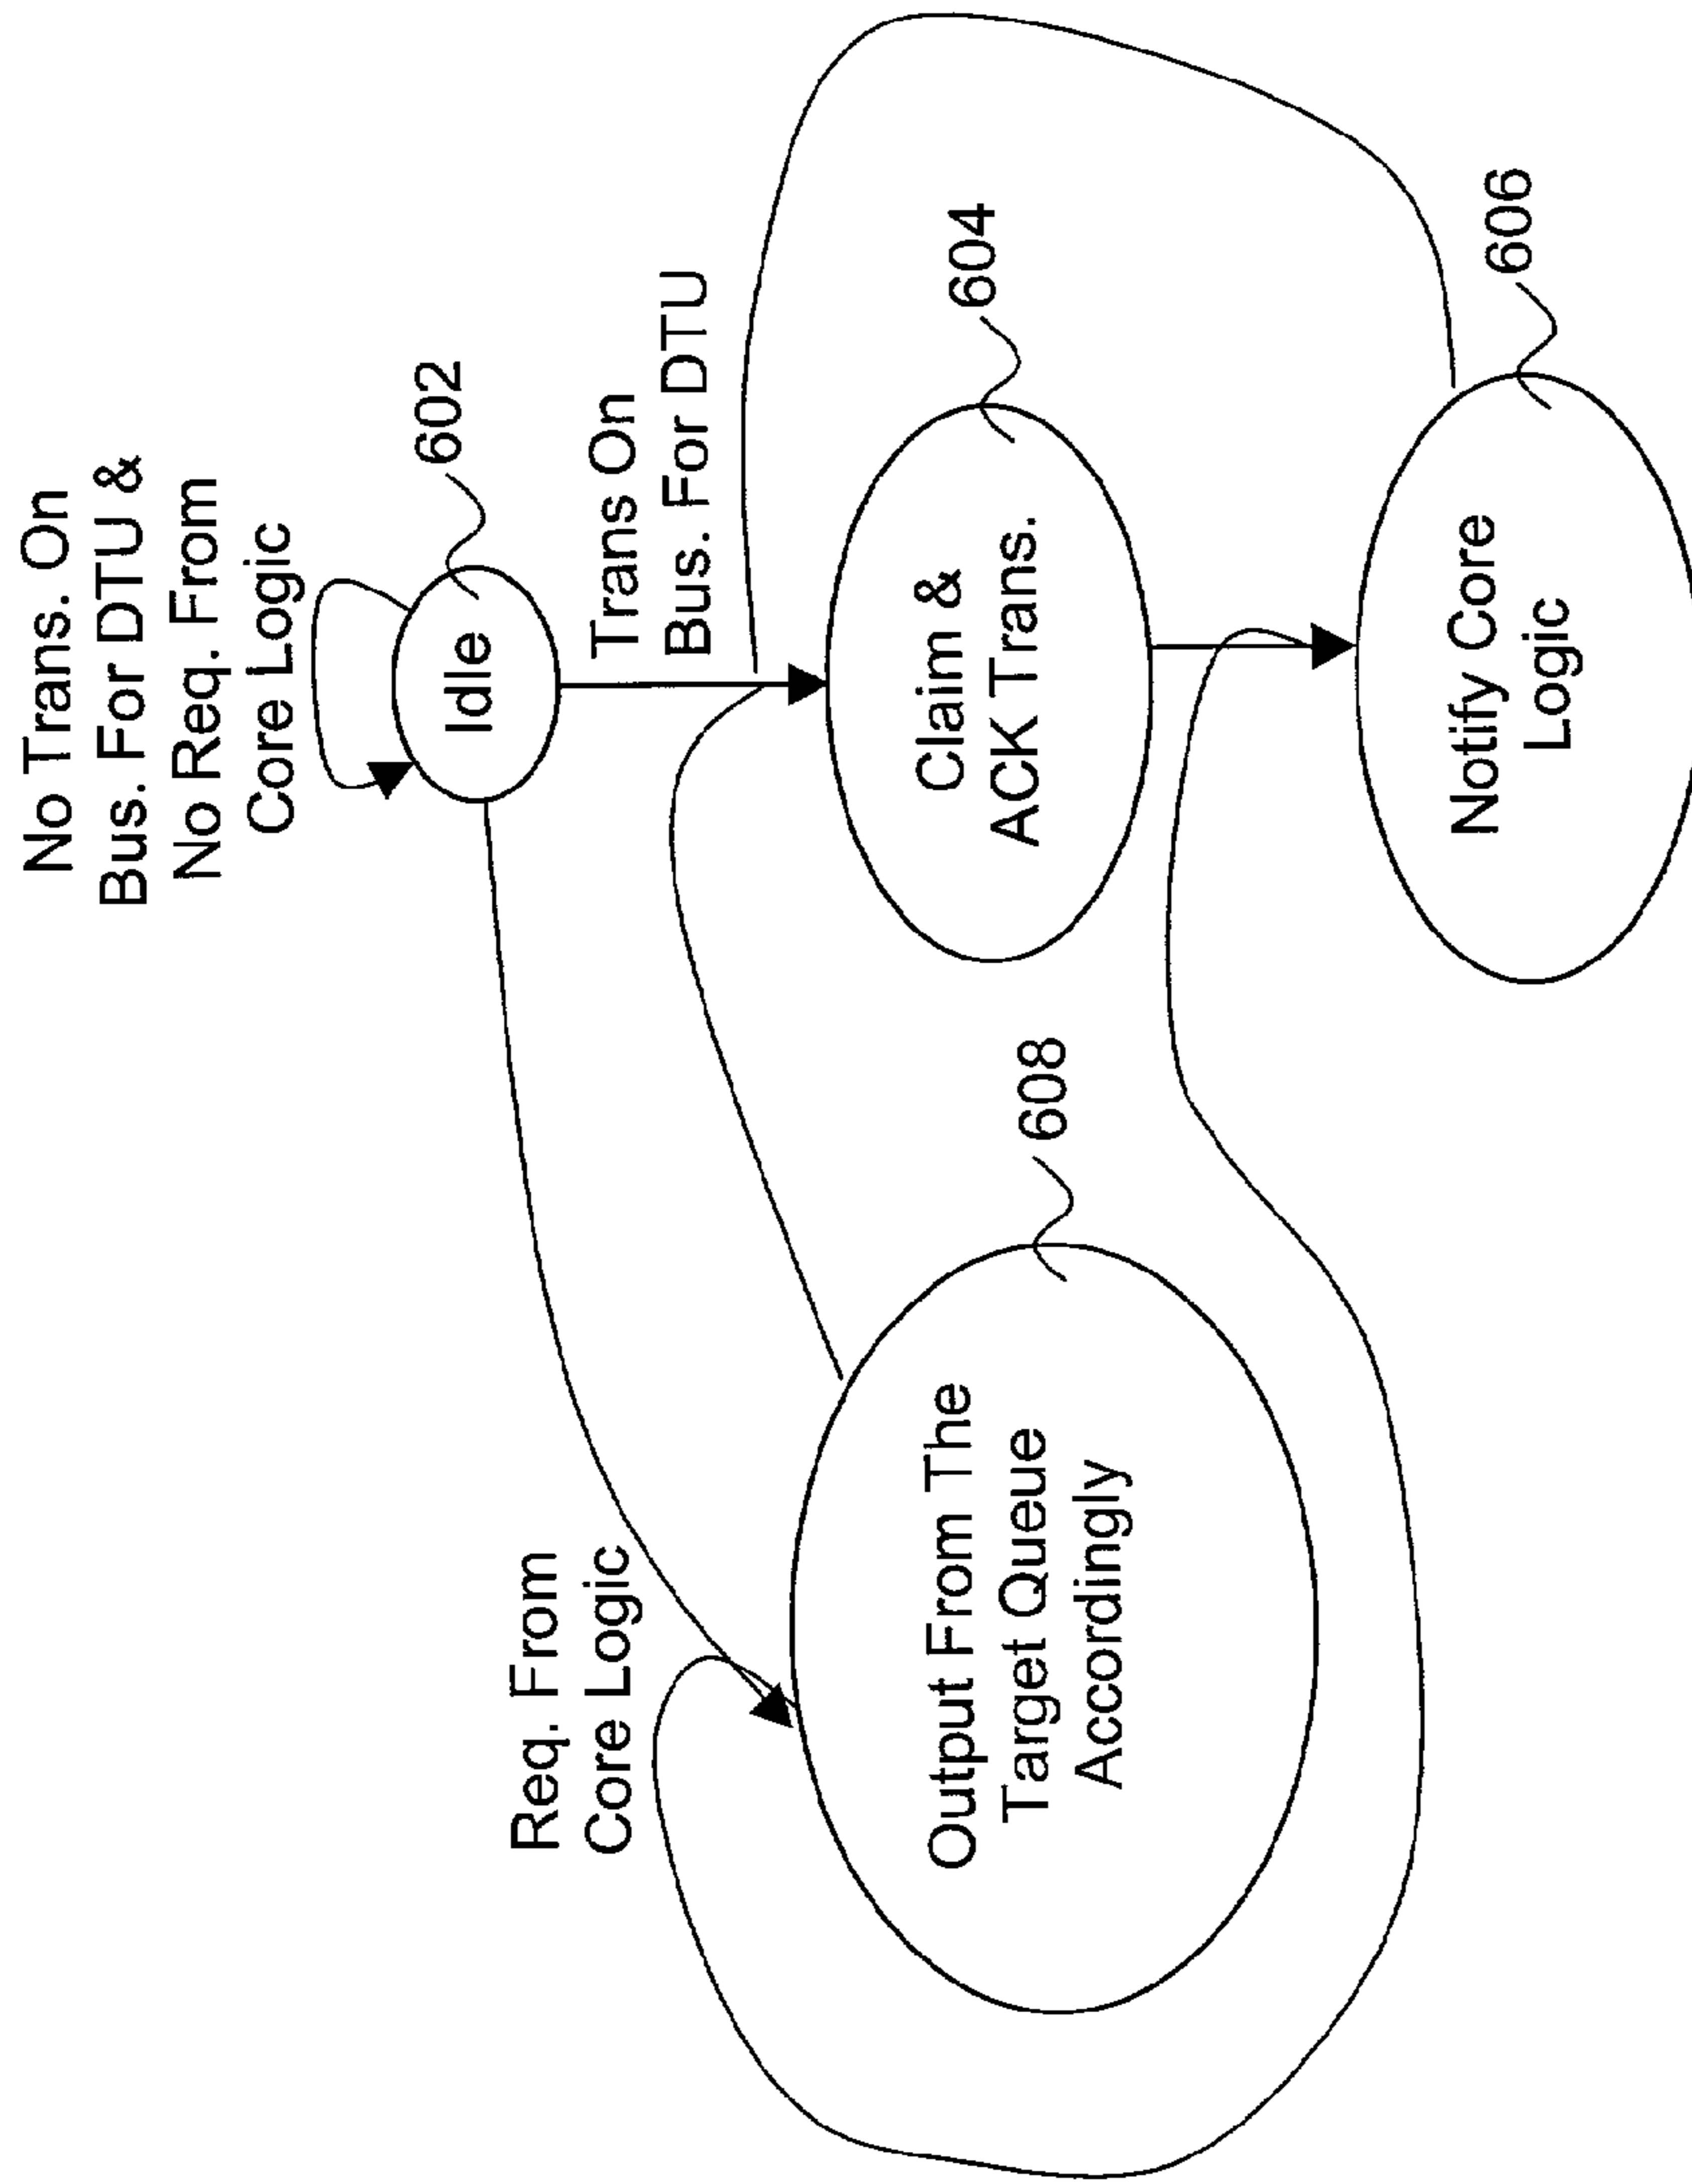 No Trans. On
Bus. For DTU &
No Req. From
Core Logic
602
Idle
Trans On
Bus. For DTU
Req. From
Core Logic
604
Claim &
ACK Trans.
608
Output From The
Target Queue
Accordingly
606
Notify Core
Logic